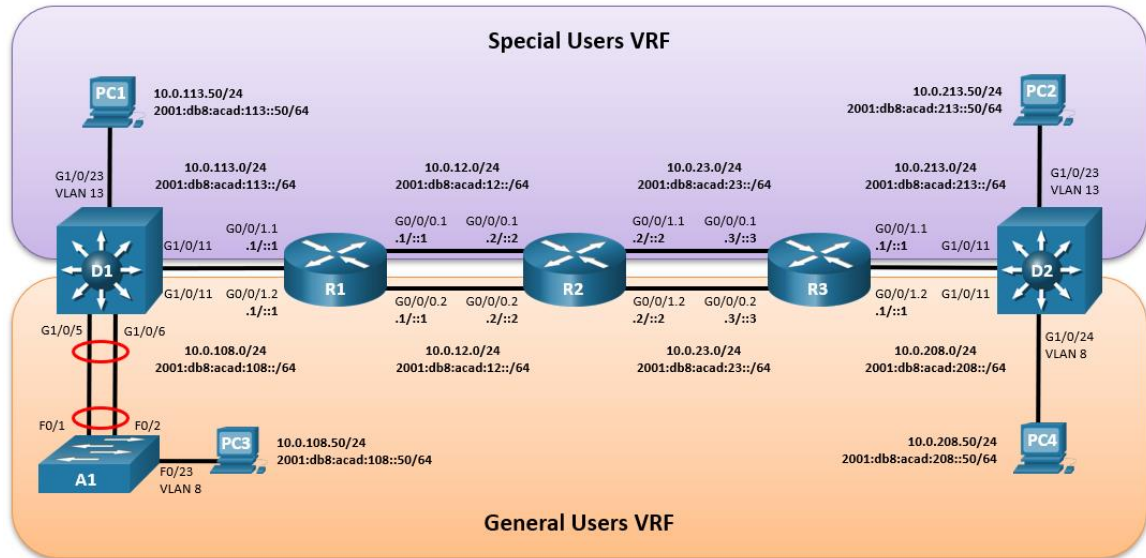 Special Users VRF
PC1
10.0.113.50/24
2001:db8:acad:113::50/64
10.0.213.50/24
2001:db8:acad:213::50/64
PC2
G1/0/23
VLAN 13
10.0.113.0/24
2001:db8:acad:113::/64
10.0.12.0/24
2001:db8:acad:12::/64
10.0.23.0/24
2001:db8:acad:23::/64
10.0.213.0/24
2001:db8:acad:213::/64
G1/0/23
VLAN 13
D1
G1/0/11
G0/0/1.1
.1/::1
R1
G0/0/0.1
.1/::1
G0/0/0.1
.2/::2
R2
G0/0/1.1
.2/::2
G0/0/0.1
.3/::3
R3
G0/0/1.1
.1/::1
G1/0/11
D2
G1/0/11
G0/0/1.2
.1/::1
G0/0/0.2
.1/::1
G0/0/0.2
.2/::2
G0/0/1.2
.2/::2
G0/0/0.2
.3/::3
G0/0/1.2
.1/::1
G1/0/11
G1/0/5
G1/0/6
10.0.108.0/24
2001:db8:acad:108::/64
10.0.12.0/24
2001:db8:acad:12::/64
10.0.23.0/24
2001:db8:acad:23::/64
10.0.208.0/24
2001:db8:acad:208::/64
G1/0/24
VLAN 8
F0/1
F0/2
A1
F0/23
VLAN 8
PC3
10.0.108.50/24
2001:db8:acad:108::50/64
10.0.208.50/24
2001:db8:acad:208::50/64
PC4
General Users VRF